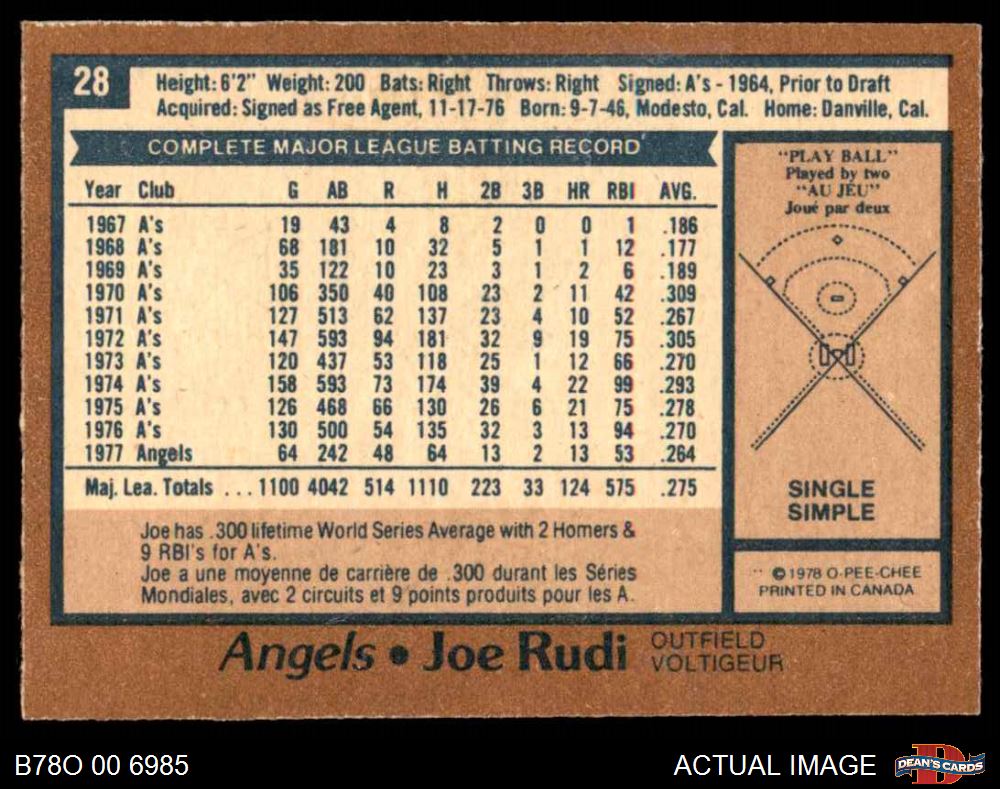 28
Height: 6'2" Weight: 200 Bats: Right Throws: Right Signed: A's - 1964, Prior to Draft
Acquired: Signed as Free Agent, 11-17-76 Born: 9-7-46, Modesto, Cal. Home: Danville, Cal.
COMPLETE MAJOR LEAGUE BATTING RECORD
Year Club G AB R H 2B 3B HR RBI AVG.
1967 A's 19 43 4 8 2 0 0 1 .186
1968 A's 68 181 10 32 5 1 1 12 .177
1969 A's 35 122 10 23 3 1 2 6 .189
1970 A's 106 350 40 108 23 2 11 42 .309
1971 A's 127 513 62 137 23 4 10 52 .267
1972 A's 147 593 94 181 32 9 19 75 .305
1973 A's 120 437 53 118 25 1 12 66 .270
1974 A's 158 593 73 174 39 4 22 99 .293
1975 A's 126 468 66 130 26 6 21 75 .278
1976 A's 130 500 54 135 32 3 13 94 .270
1977 Angels 64 242 48 64 13 2 13 53 .264
Maj. Lea. Totals ... 1100 4042 514 1110 223 33 124 575 .275
Joe has .300 lifetime World Series Average with 2 Homers &
9 RBI's for A's.
Joe a une moyenne de carrière de .300 durant les Séries
Mondiales, avec 2 circuits et 9 points produits pour les A.
"PLAY BALL"
Played by two
"AU JEU"
Joué par deux
SINGLE
SIMPLE
© 1978 O-PEE-CHEE
PRINTED IN CANADA
Angels • Joe Rudi OUTFIELD
VOLTIGEUR
B78O 00 6985
ACTUAL IMAGE
D
DEAN'S CARDS